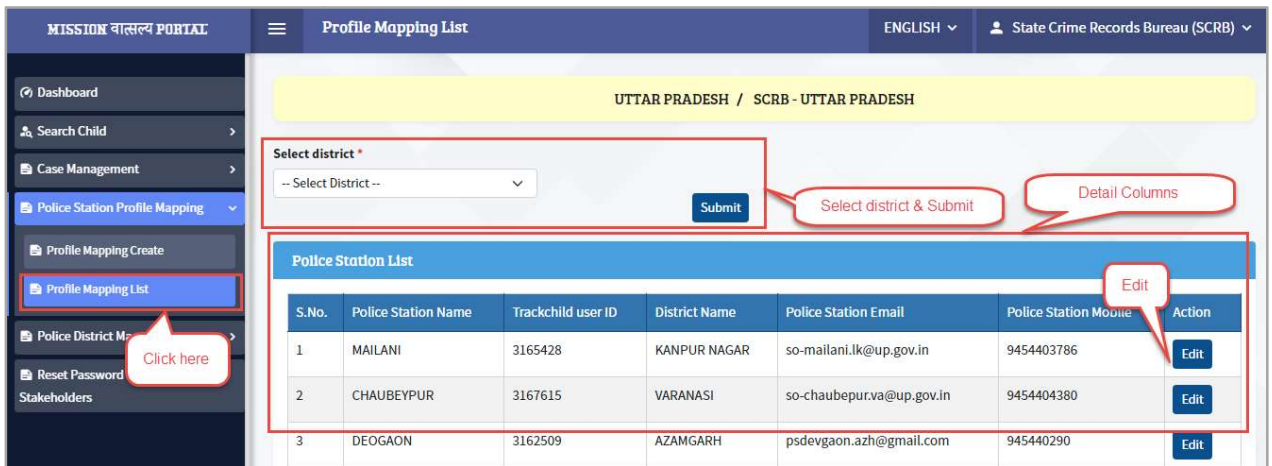 MISSION वात्सल्य PORTAL
Profile Mapping List
ENGLISH
State Crime Records Bureau (SCRB)
Dashboard
Search Child
Case Management
Police Station Profile Mapping
Profile Mapping Create
Profile Mapping List
Police District Ma
Reset Password
Stakeholders
Click here
UTTAR PRADESH / SCRB - UTTAR PRADESH
Select district *
-- Select District --
Submit
Select district & Submit
Detail Columns
Police Station List
Edit
S.No. Police Station Name Trackchild user ID District Name Police Station Email Police Station Mobile Action
1 MAILANI 3165428 KANPUR NAGAR so-mailani.lk@up.gov.in 9454403786 Edit
2 CHAUBEYPUR 3167615 VARANASI so-chaubepur.va@up.gov.in 9454404380 Edit
3 DEOGAON 3162509 AZAMGARH psdevgaon.azh@gmail.com 945440290 Edit